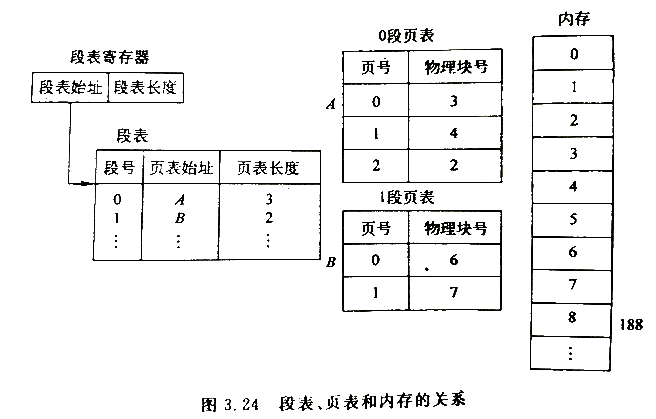 0段页表
内存
段表寄存器
段表始址 段表长度
页号 物理块号
A 0 3
1 4
2 2
段表
段号 页表始址 页表长度
0 A 3
1 B 2
⋮ ⋮ ⋮
1段页表
页号 物理块号
B 0 6
1 7
0
1
2
3
4
5
6
7
8
⋮
188
图 3.24 段表、页表和内存的关系